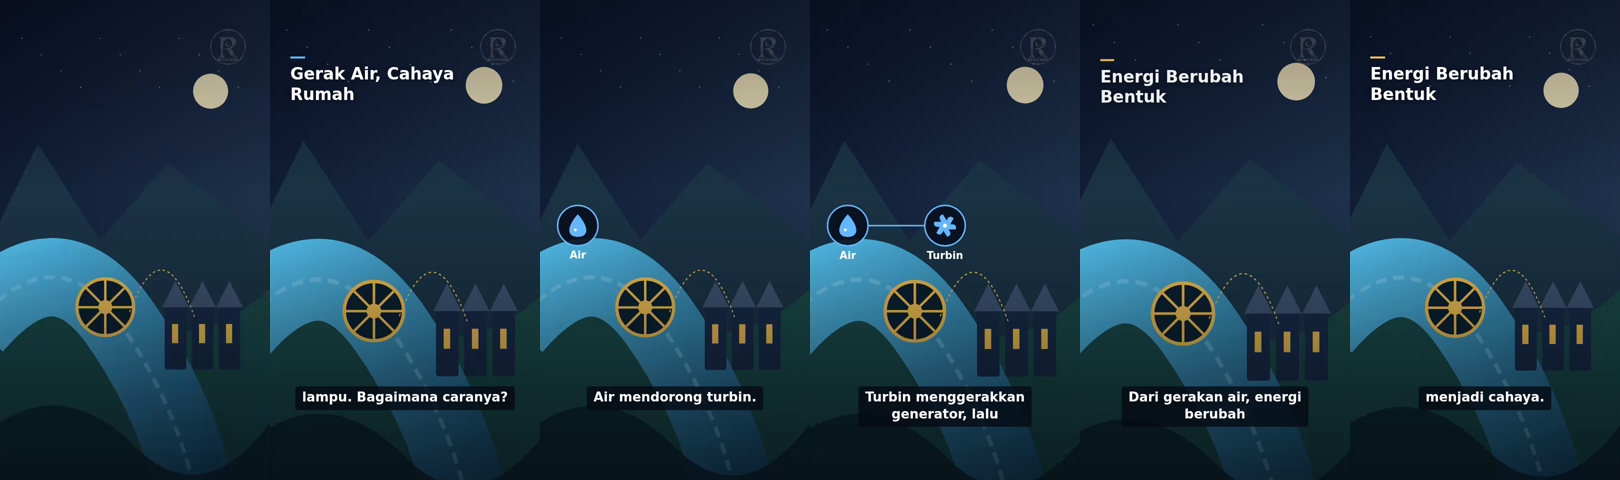 Gerak Air, Cahaya
Rumah
lampu. Bagaimana caranya?
Air
Air mendorong turbin.
Air
Turbin
Turbin menggerakkan
generator, lalu
Energi Berubah
Bentuk
Dari gerakan air, energi
berubah
Energi Berubah
Bentuk
menjadi cahaya.